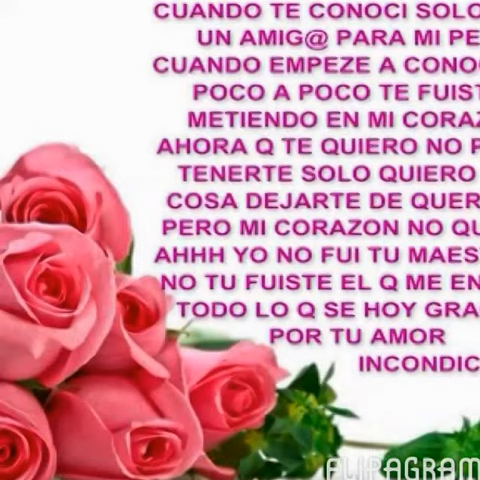 CUANDO TE CONOCI SOLO
UN AMIG@ PARA MI PE
CUANDO EMPEZE A CONO
POCO A POCO TE FUIST
METIENDO EN MI CORAZ
AHORA Q TE QUIERO NO P
TENERTE SOLO QUIERO
COSA DEJARTE DE QUER
PERO MI CORAZON NO QU
AHHH YO NO FUI TU MAES
NO TU FUISTE EL Q ME EN
TODO LO Q SE HOY GRA
POR TU AMOR
INCONDIC
FLIPAGRAM